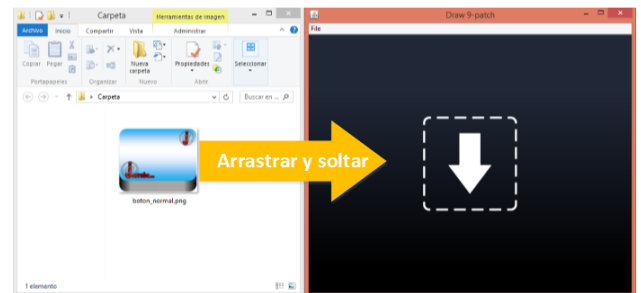 Carpeta
Herramientas de imagen
Draw 9-patch
Archivo Inicio Compartir Vista Administrar
File
Copiar Pegar
Nueva carpeta
Propiedades
Seleccionar
Portapapeles Organizar Nuevo Abrir
Carpeta
Buscar en ...
Arrastrar y soltar
boton_normal.png
1 elemento